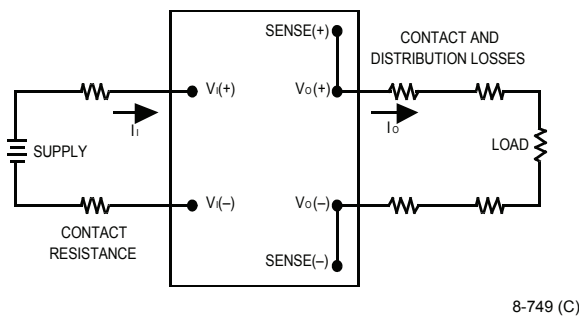 SENSE(+)
CONTACT AND
DISTRIBUTION LOSSES
VI(+)
VO(+)
II
IO
SUPPLY
LOAD
VI(–)
VO(–)
CONTACT
RESISTANCE
SENSE(–)
8-749 (C)